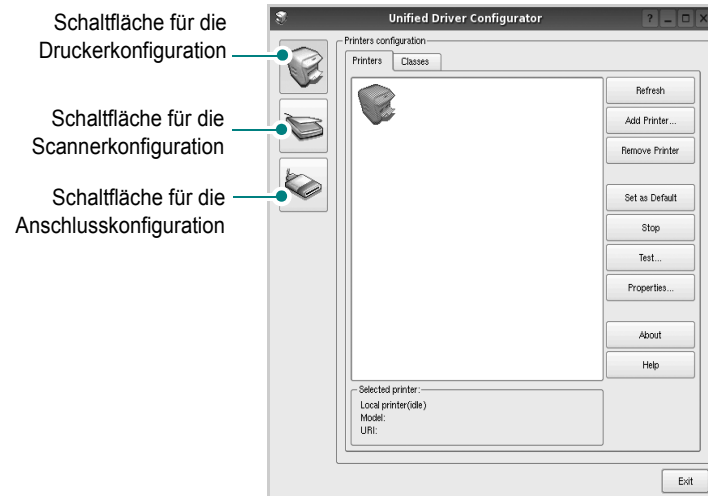 Schaltfläche für die
Druckerkonfiguration
Schaltfläche für die
Scannerkonfiguration
Schaltfläche für die
Anschlusskonfiguration
Unified Driver Configurator
?
Printers configuration
Printers
Classes
Refresh
Add Printer...
Remove Printer
Set as Default
Stop
Test...
Properties...
About
Help
Selected printer:
Local printer(idle)
Model:
URI:
Exit